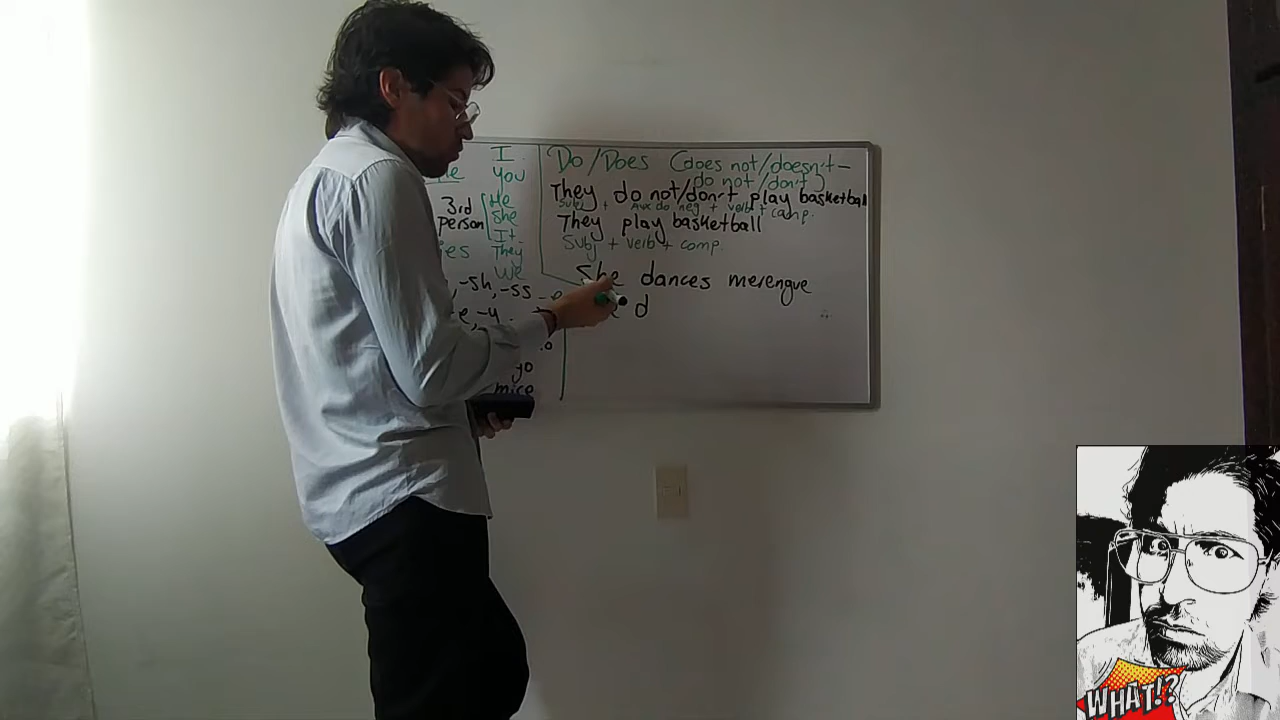 I
you
3rd
person
He
She
It
They
We
ies
-sh, -ss
e, -y
yo
mice
Do/Does (does not/doesn't –
do not/don't)
They do not/don't play basketball
Subj + Aux do neg + verb + comp.
They play basketball
Subj + verb + comp.
She dances merengue
d
WHAT!?